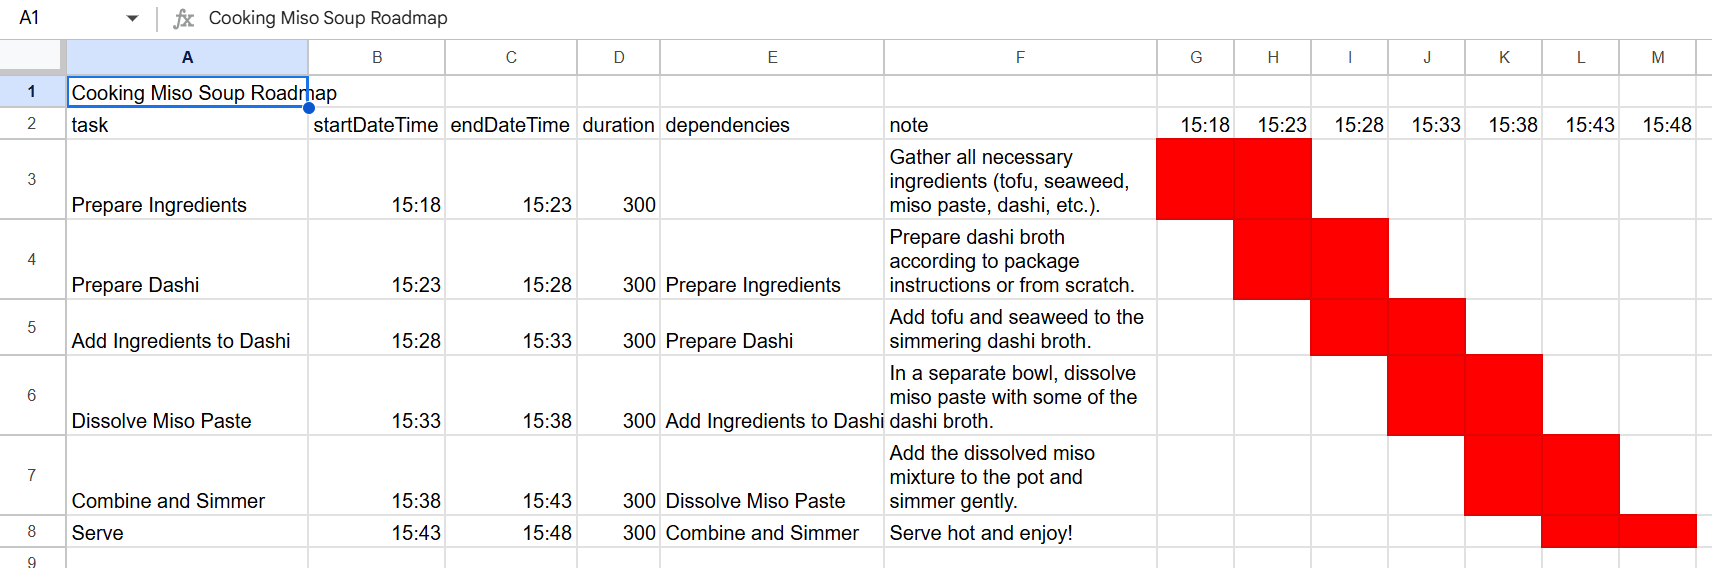 A1 fx Cooking Miso Soup Roadmap
A B C D E F G H I J K L M
1 Cooking Miso Soup Roadmap
2 task startDateTime endDateTime duration dependencies note 15:18 15:23 15:28 15:33 15:38 15:43 15:48
Gather all necessary
3 ingredients (tofu, seaweed,
Prepare Ingredients 15:18 15:23 300 miso paste, dashi, etc.).
Prepare dashi broth
4 according to package
Prepare Dashi 15:23 15:28 300 Prepare Ingredients instructions or from scratch.
5 Add tofu and seaweed to the
Add Ingredients to Dashi 15:28 15:33 300 Prepare Dashi simmering dashi broth.
In a separate bowl, dissolve
6 miso paste with some of the
Dissolve Miso Paste 15:33 15:38 300 Add Ingredients to Dashi dashi broth.
Add the dissolved miso
7 mixture to the pot and
Combine and Simmer 15:38 15:43 300 Dissolve Miso Paste simmer gently.
8 Serve 15:43 15:48 300 Combine and Simmer Serve hot and enjoy!
9